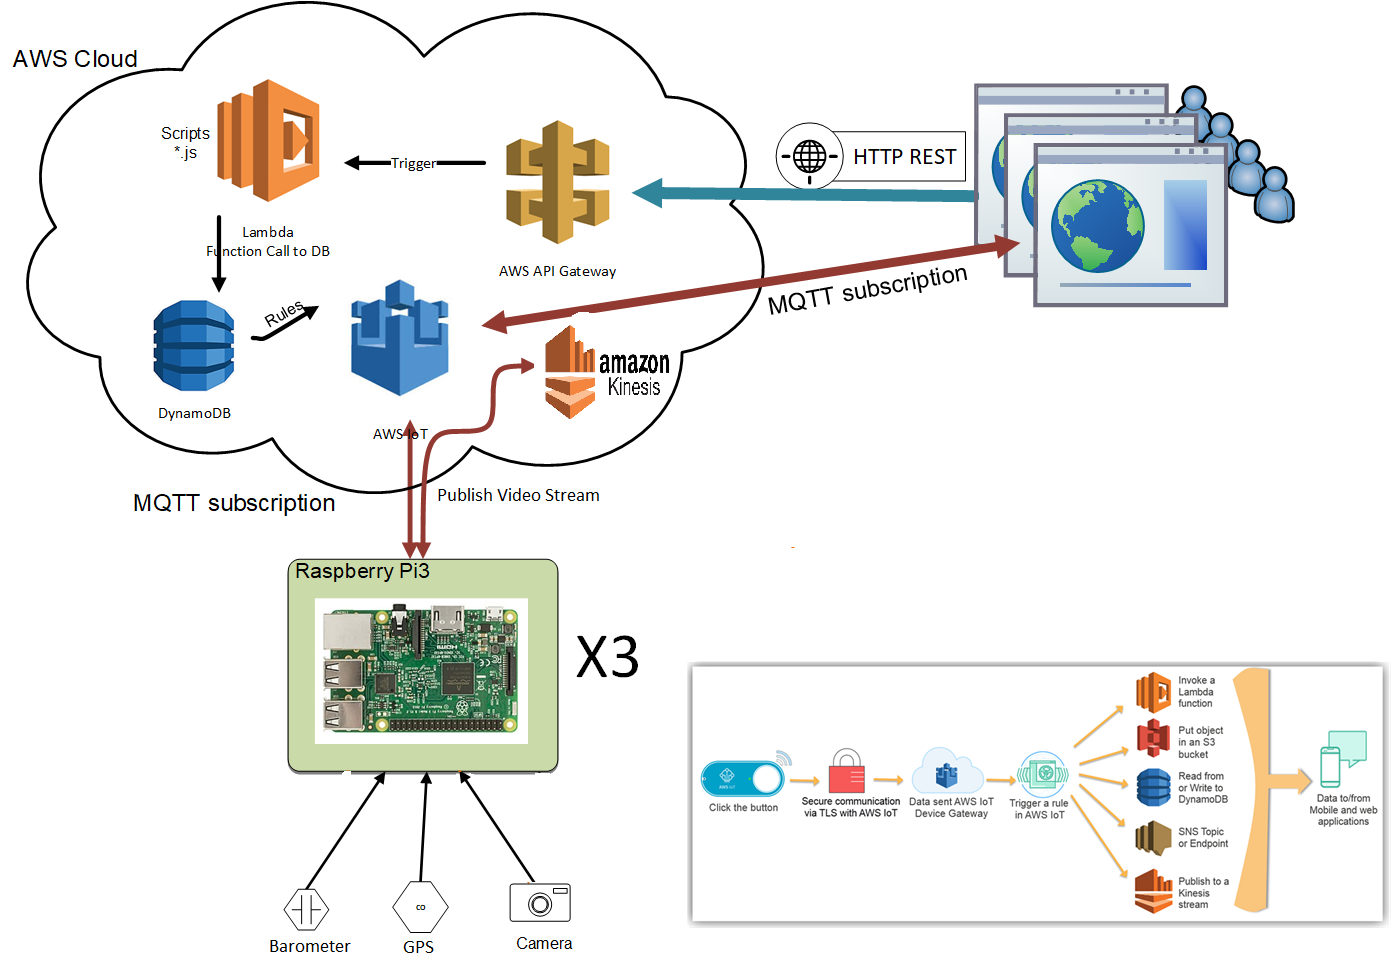 AWS Cloud
Scripts
*.js
Trigger
HTTP REST
Lambda
Function Call to DB
AWS API Gateway
MQTT subscription
Rules
amazon
Kinesis
DynamoDB
AWS IoT
MQTT subscription
Publish Video Stream
Raspberry Pi3
HDMI
X3
Barometer
co
GPS
Camera
AWS IOT
Click the button
Secure communication
via TLS with AWS IoT
Data sent AWS IoT
Device Gateway
Trigger a rule
in AWS IoT
Invoke a
Lambda
function
Put object
in an S3
bucket
Read from
or Write to
DynamoDB
SNS Topic
or Endpoint
Publish to a
Kinesis
stream
Data to/from
Mobile and web
applications